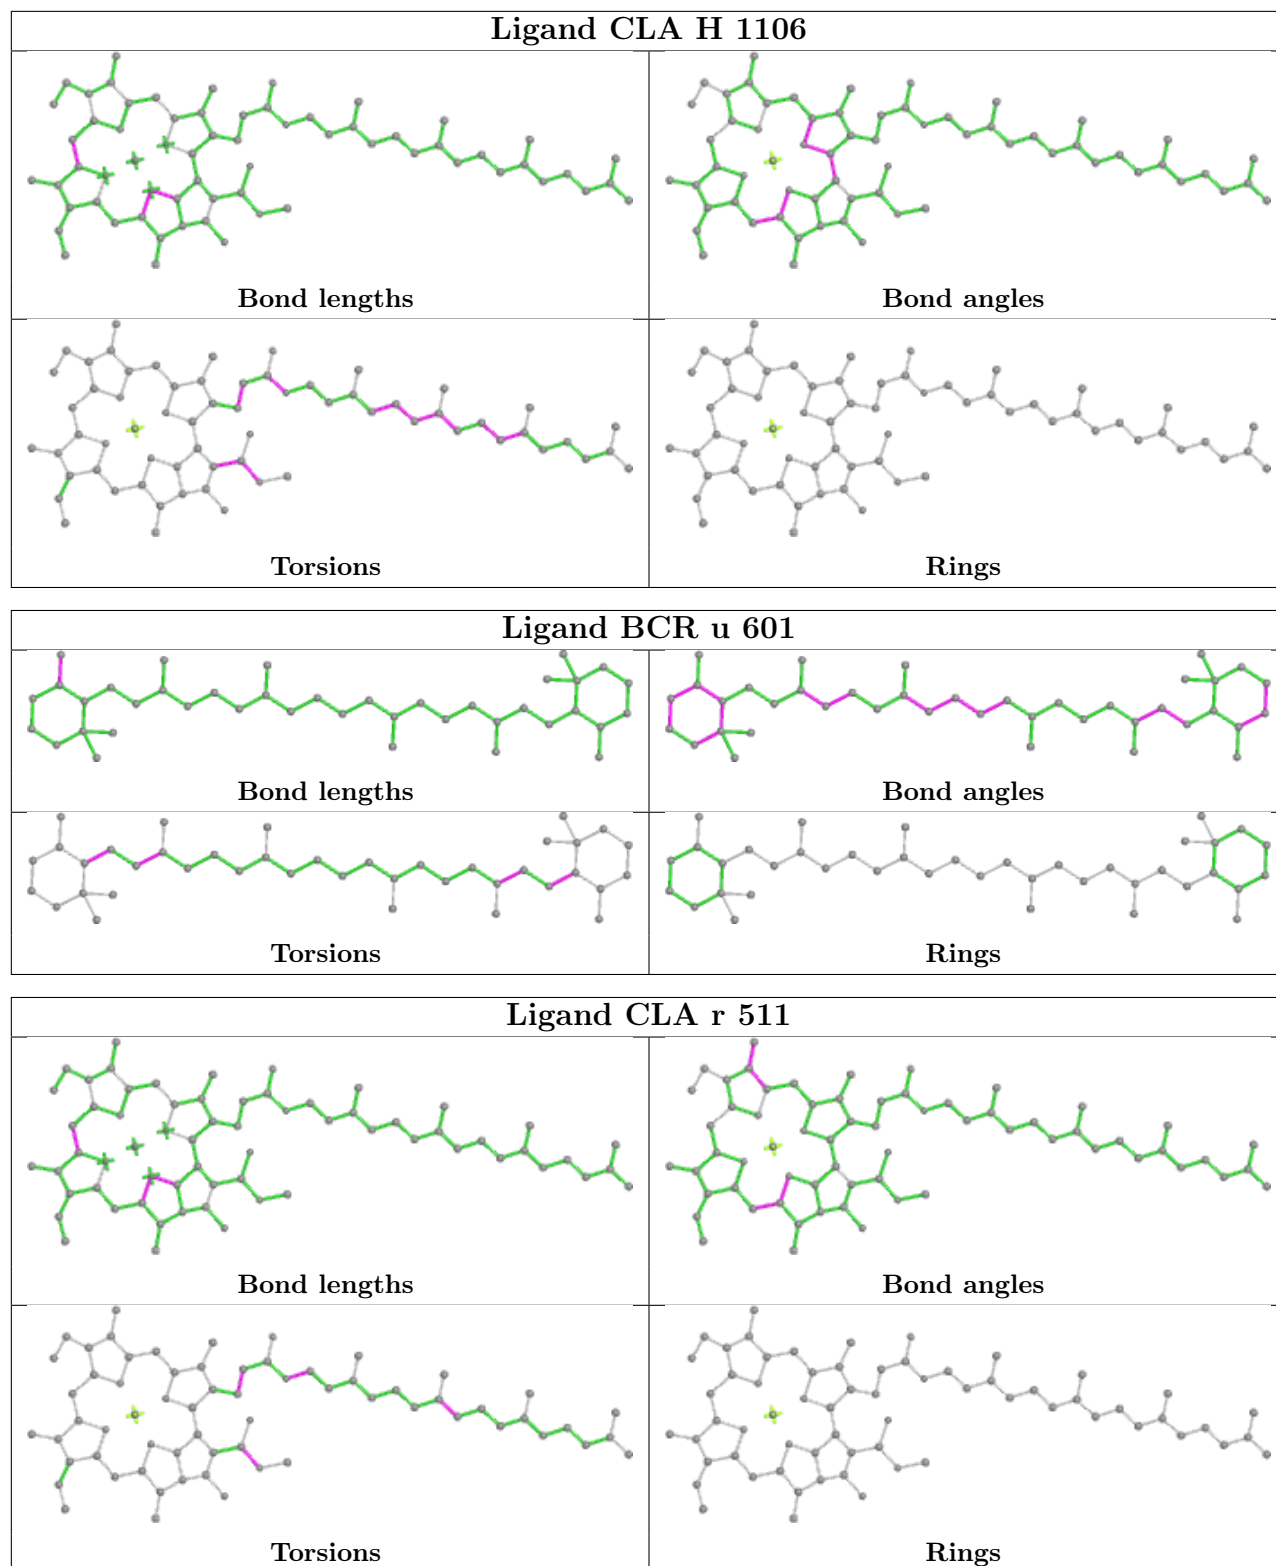 Ligand CLA H 1106
Bond lengths
Bond angles
Torsions
Rings
Ligand BCR u 601
Bond lengths
Bond angles
Torsions
Rings
Ligand CLA r 511
Bond lengths
Bond angles
Torsions
Rings